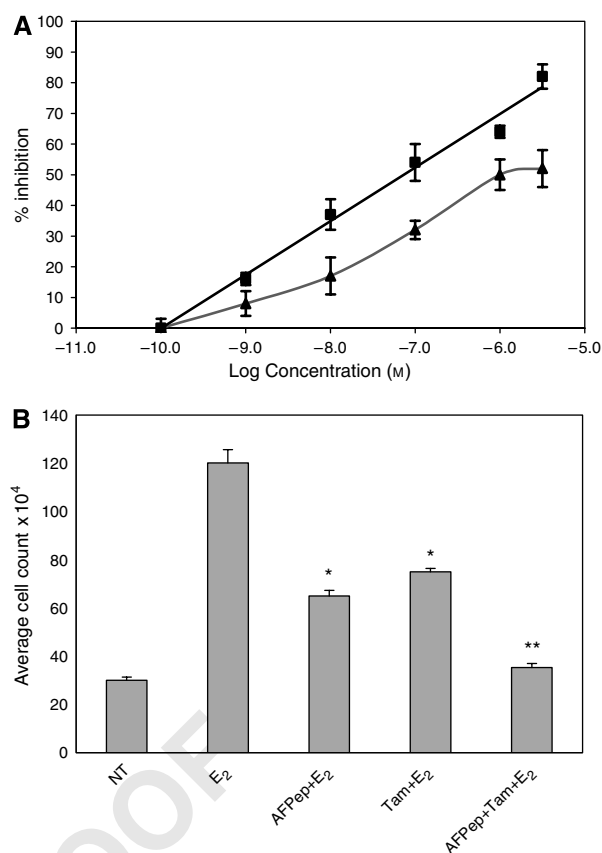 A
100
90
80
70
60
50
40
30
20
10
0
% inhibition
–11.0 –10.0 –9.0 –8.0 –7.0 –6.0 –5.0
Log Concentration (M)
B
140
120
100
80
60
40
20
0
Average cell count x 10⁴
* * **
NT E₂ AFPep+E₂ Tam+E₂ AFPep+Tam+E₂
OOF